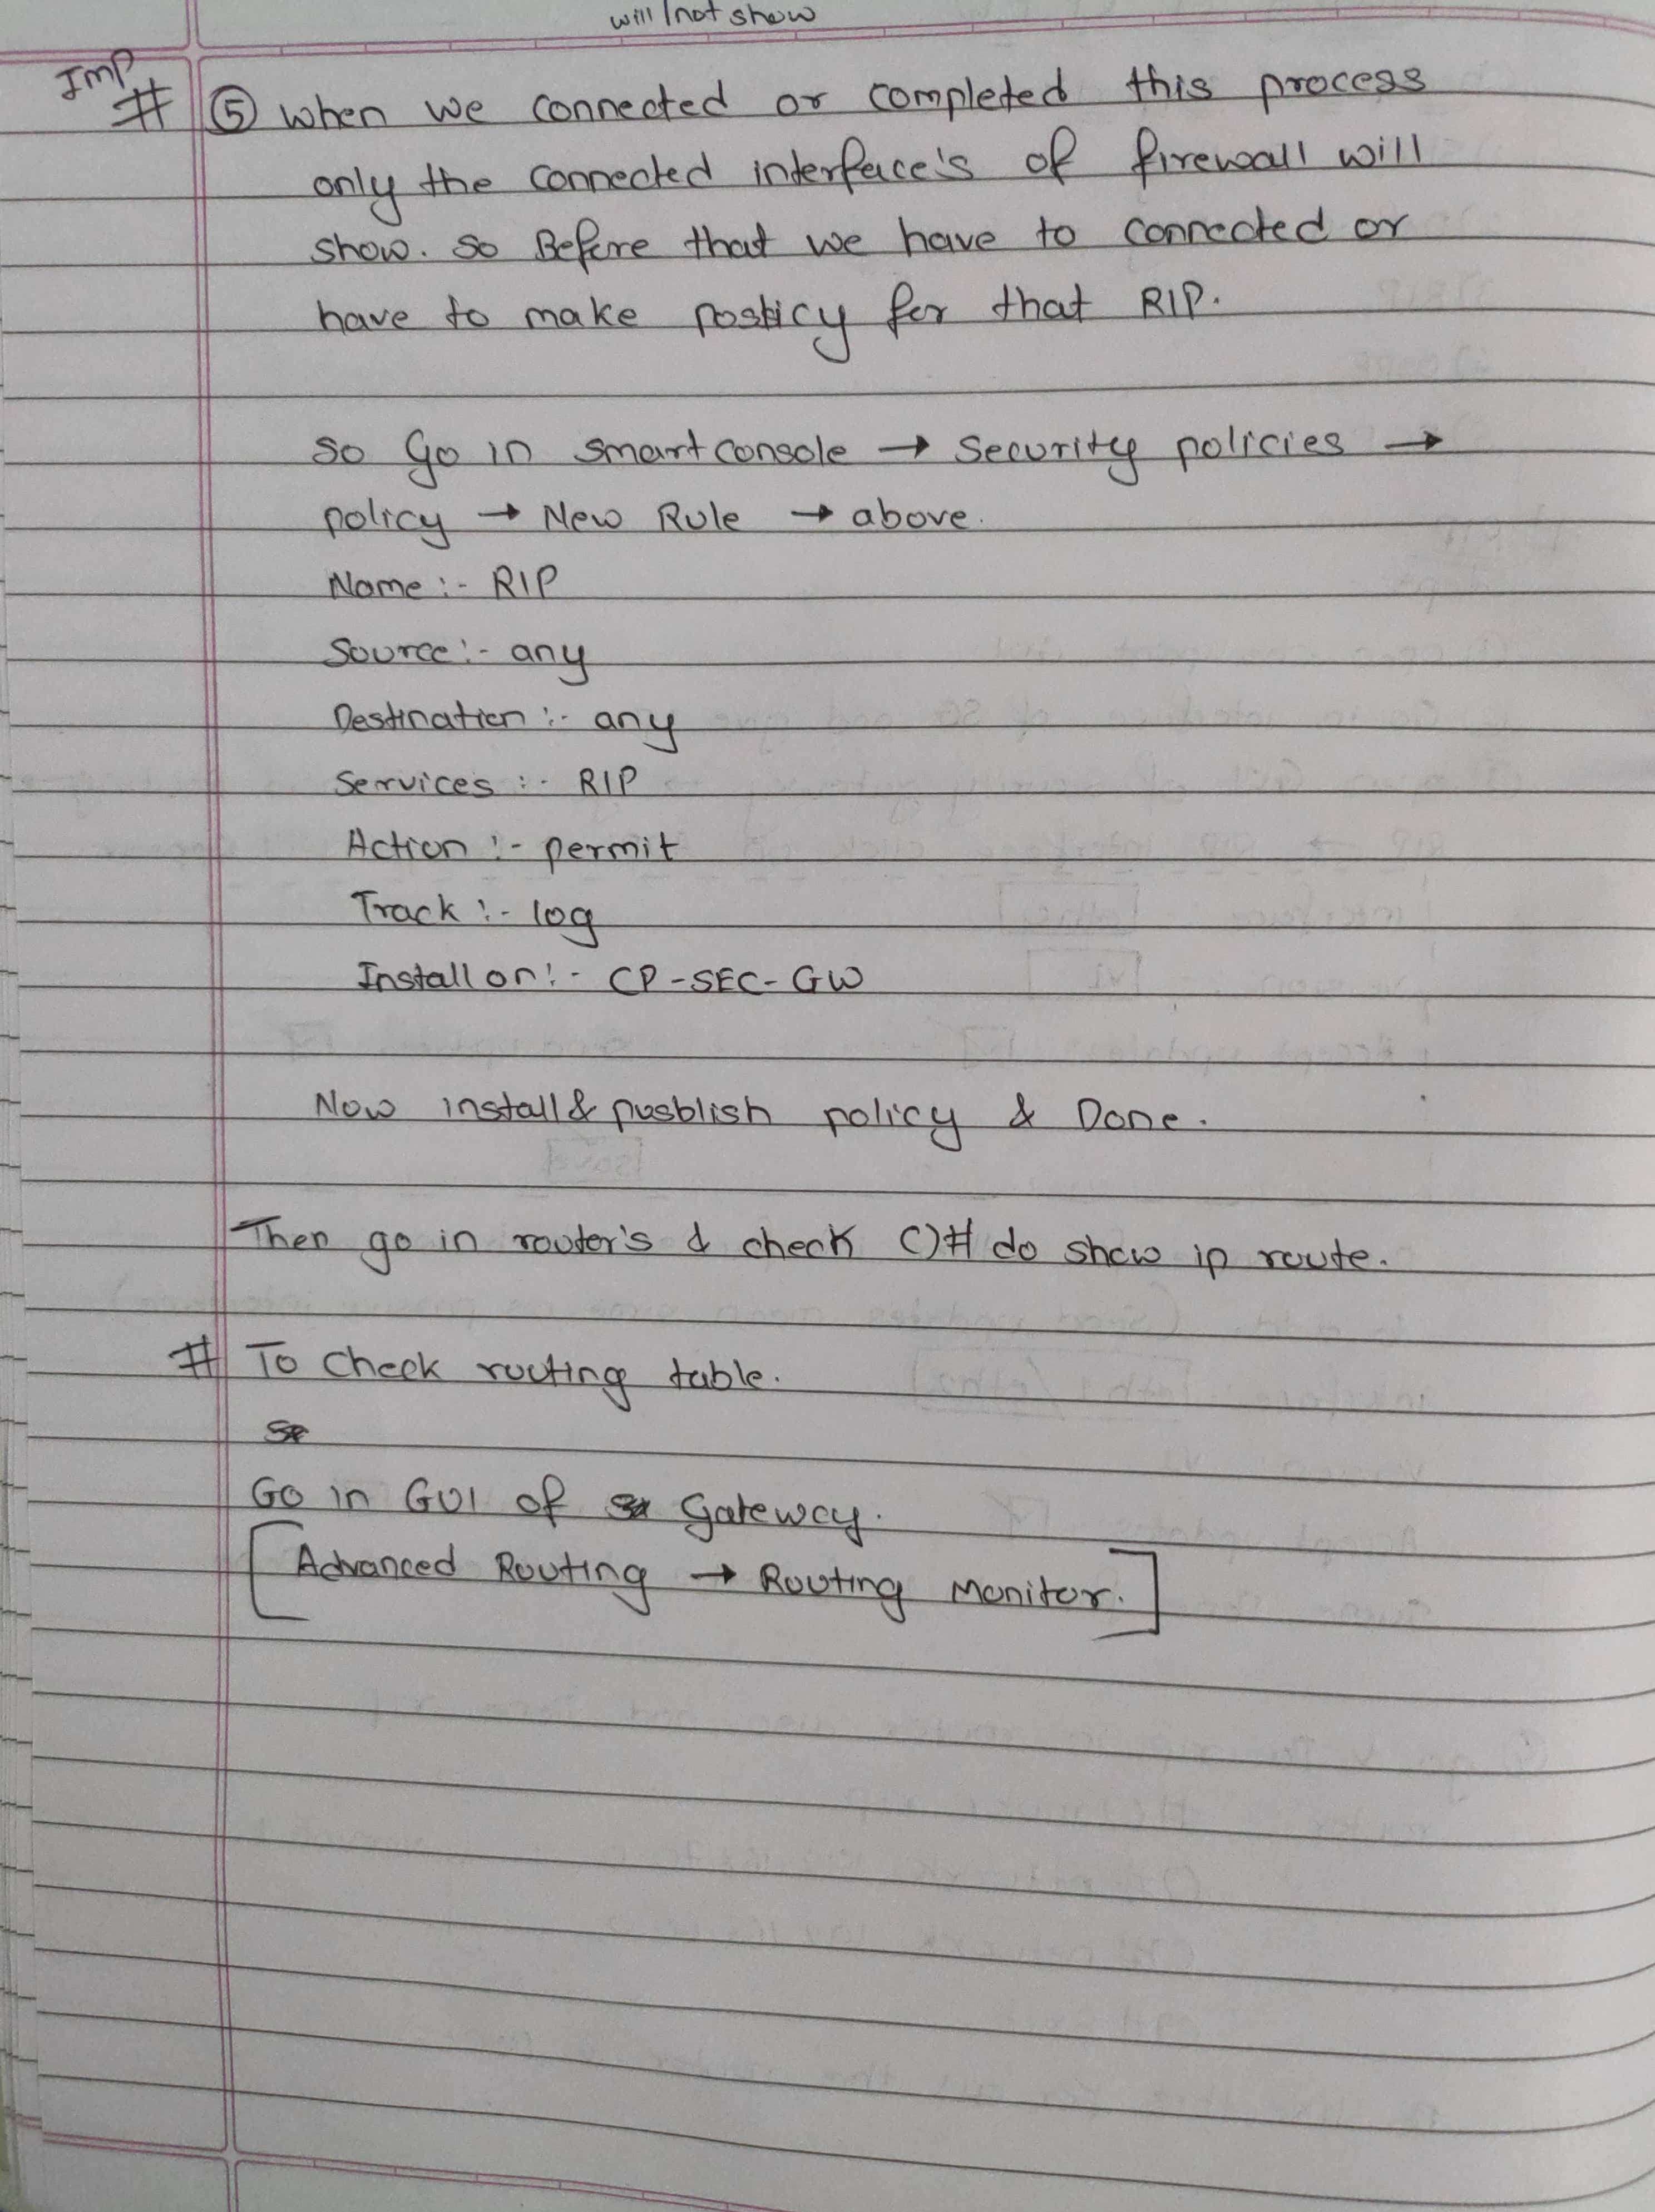 will/not show
Imp
# ⑤ when we connected or completed this process
only the connected interface's of firewall will
show. so Before that we have to connected or
have to make policy for that RIP.
so Go in smart console → security policies →
policy → New Rule → above.
Name :- RIP
Source :- any
Destination :- any
Services :- RIP
Action :- permit
Track :- log
Install on :- CP-SEC-GW
Now install & publish policy & Done.
Then go in router's & check ()# do show ip route.
# To check routing table.
Go in GUI of Gateway.
[Advanced Routing → Routing Monitor.]